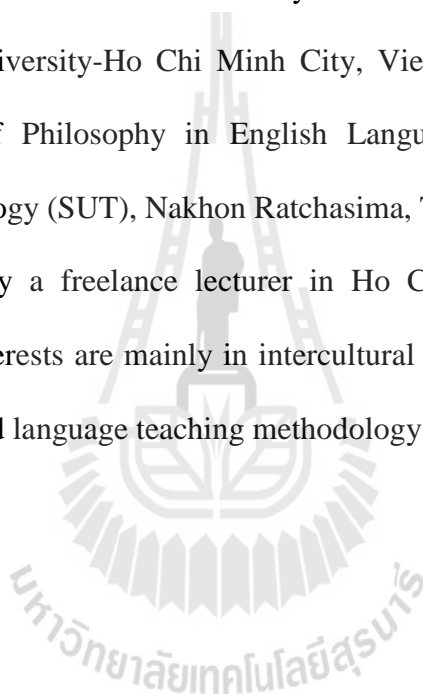 iversity-Ho Chi Minh City, Vie
Philosophy in English Langu
ogy (SUT), Nakhon Ratchasima,
y a freelance lecturer in Ho C
erests are mainly in intercultural
language teaching methodology
มหาวิทยาลัยเทคโนโลยีสุรนารี